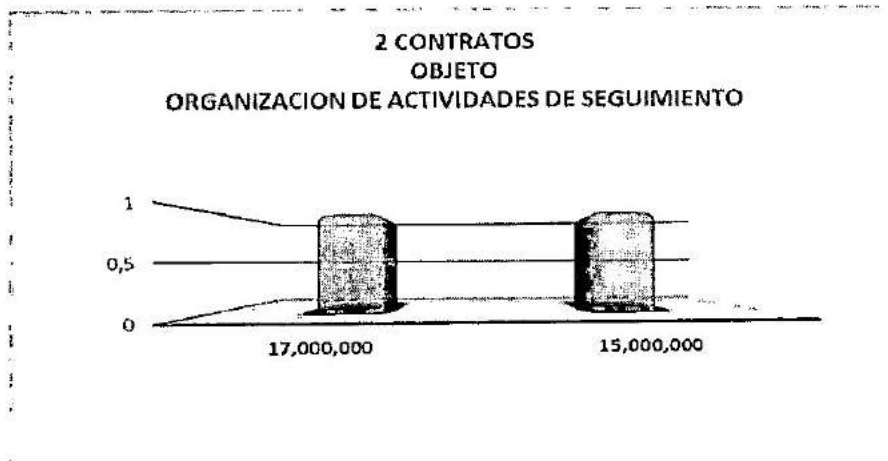 2 CONTRATOS
OBJETO
ORGANIZACION DE ACTIVIDADES DE SEGUIMIENTO
1
0,5
0
17,000,000
15,000,000